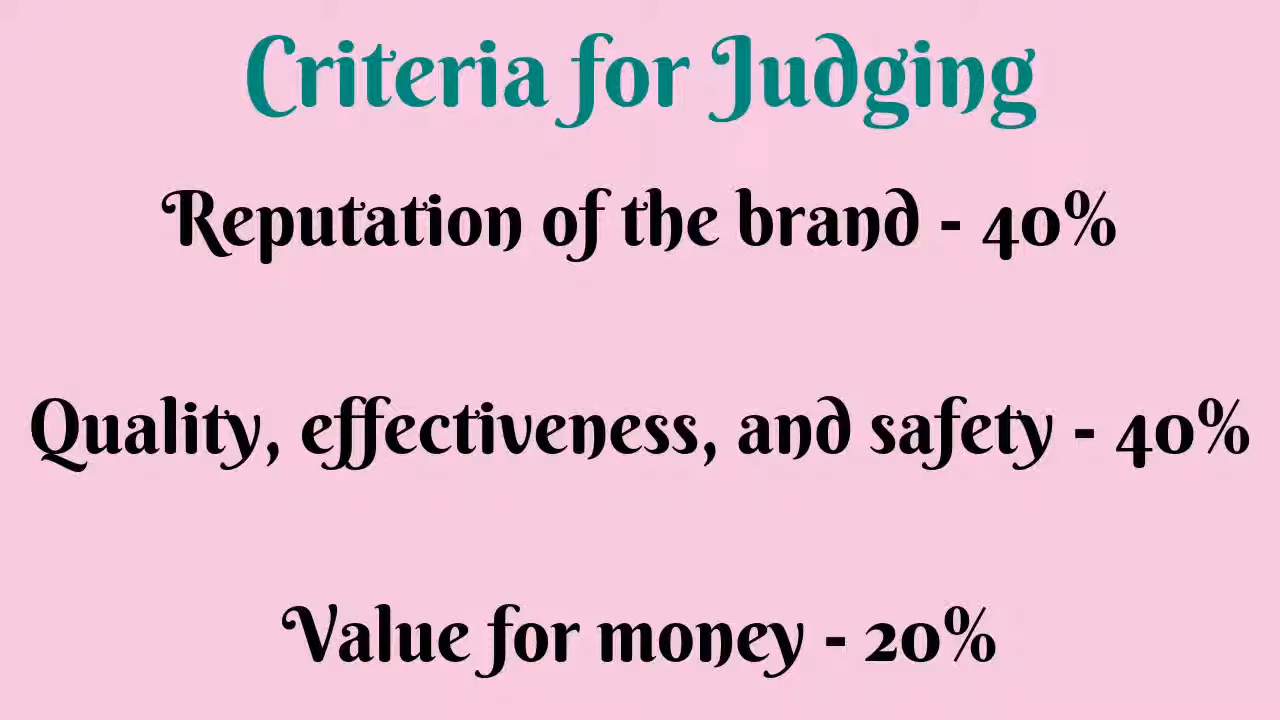 Criteria for Judging
Reputation of the brand - 40%
Quality, effectiveness, and safety - 40%
Value for money - 20%